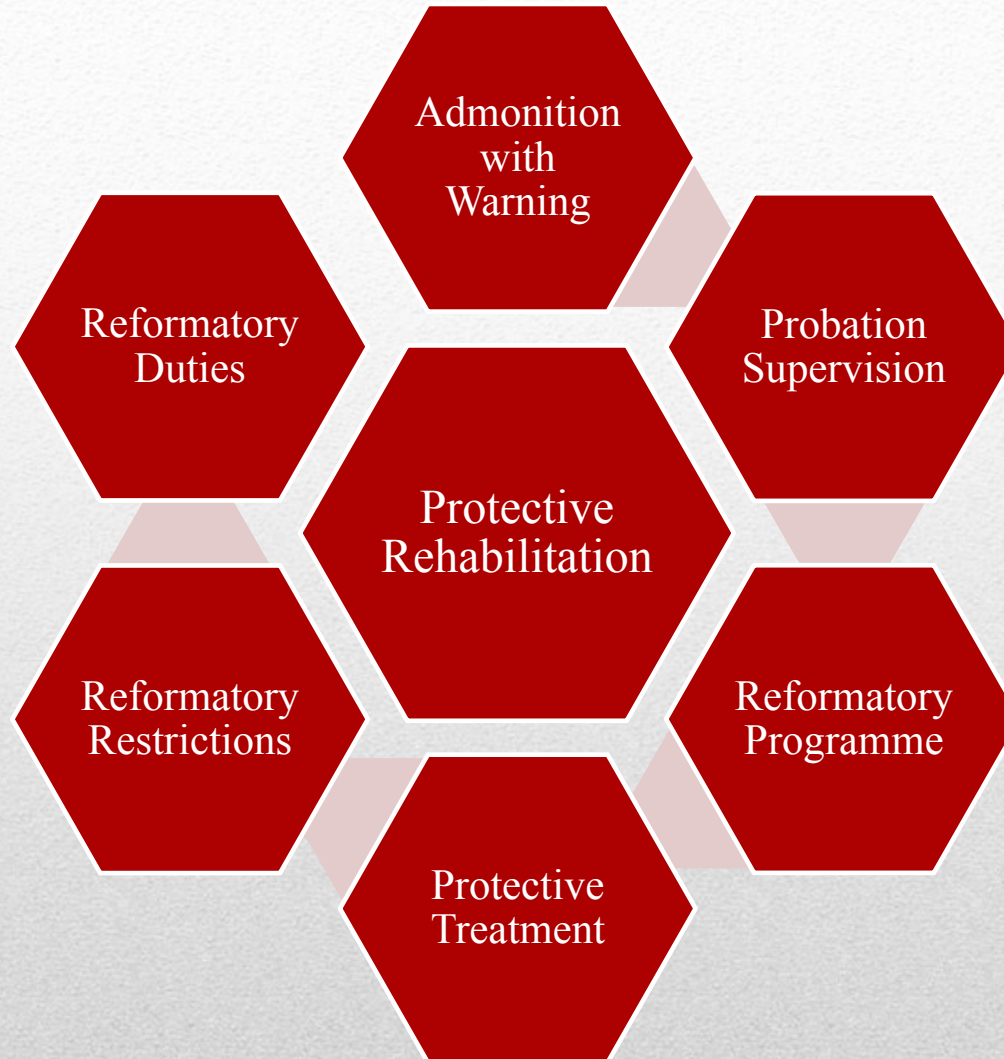 Admonition
with
Warning
Probation
Supervision
Reformatory
Programme
Protective
Treatment
Reformatory
Restrictions
Reformatory
Duties
Protective
Rehabilitation